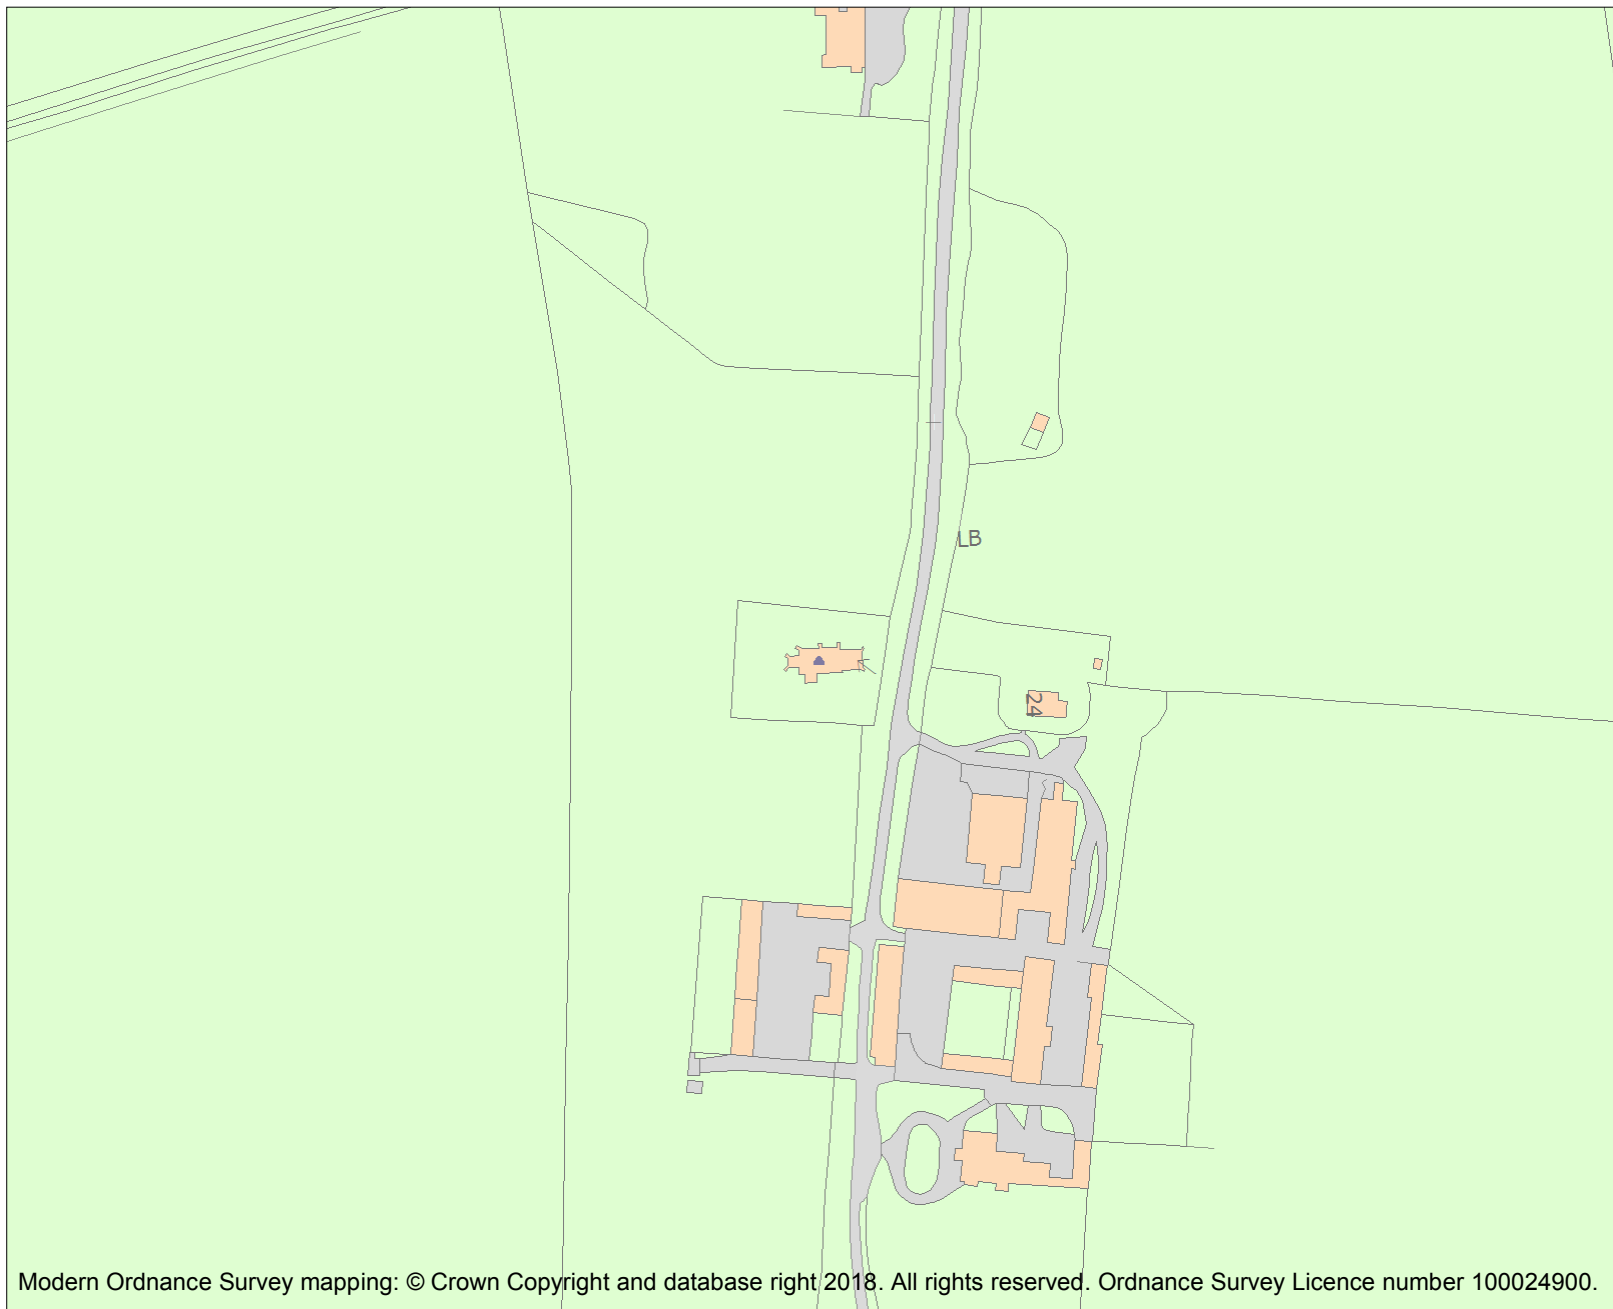 LB
24
Modern Ordnance Survey mapping: © Crown Copyright and database right 2018. All rights reserved. Ordnance Survey Licence number 100024900.